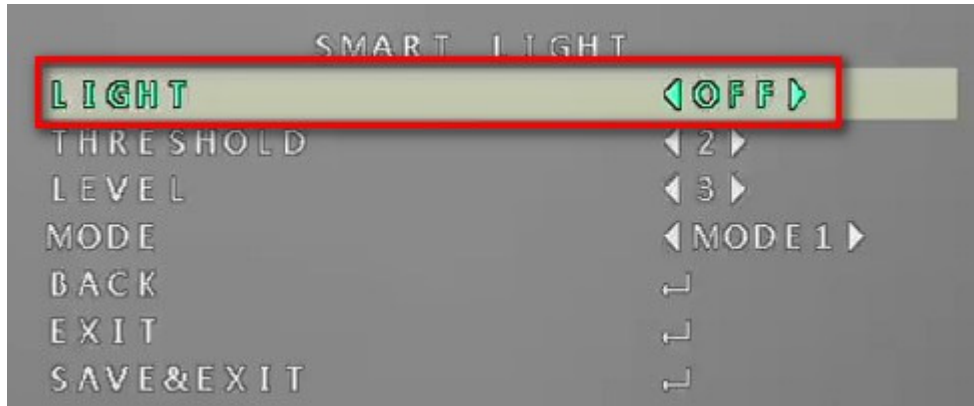 SMART LIGHT
LIGHT OFF
THRESHOLD 2
LEVEL 3
MODE MODE1
BACK
EXIT
SAVE&EXIT